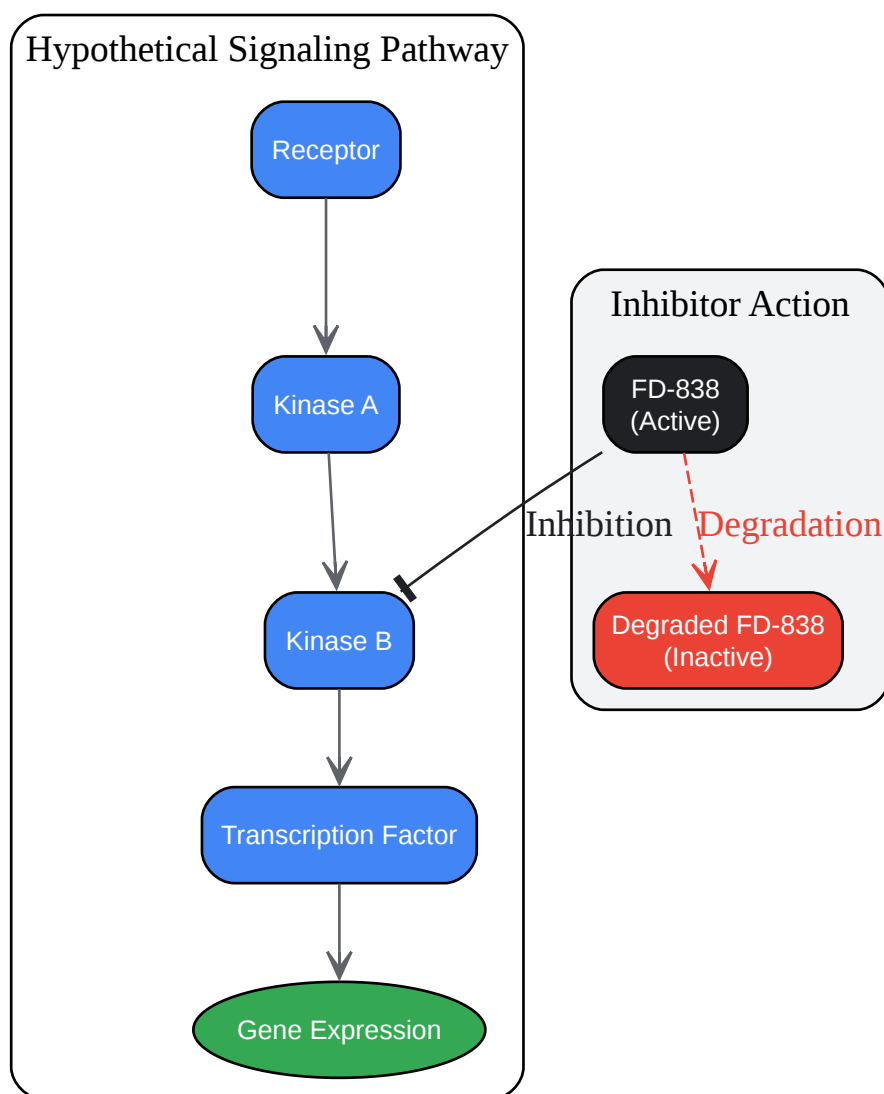 Hypothetical Signaling Pathway
Receptor
Inhibitor Action
Kinase A
FD-838
(Active)
Inhibition
Degradation
Kinase B
Degraded FD-838
(Inactive)
Transcription Factor
Gene Expression